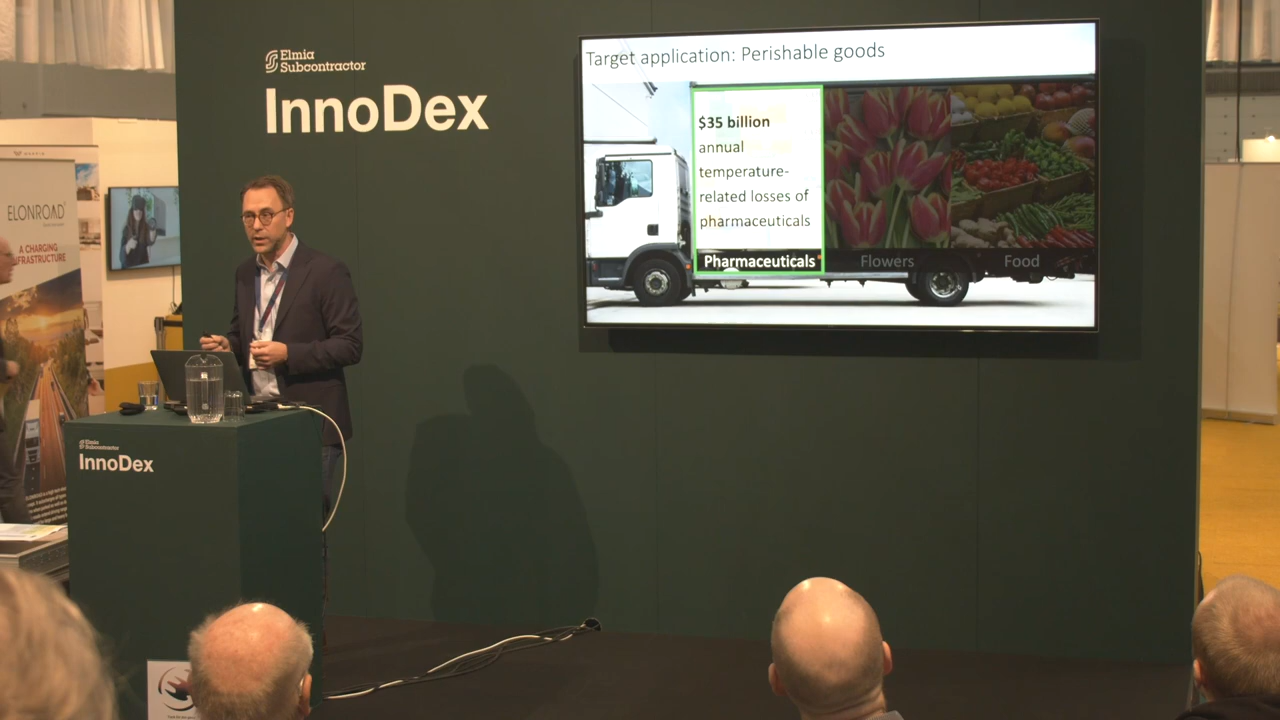 Elmia
Subcontractor
InnoDex
Target application: Perishable goods
$35 billion
annual
temperature-
related losses of
pharmaceuticals
Pharmaceuticals
Flowers
Food
ELONROAD
A CHARGING
INFRASTRUCTURE
Elmia
Subcontractor
InnoDex